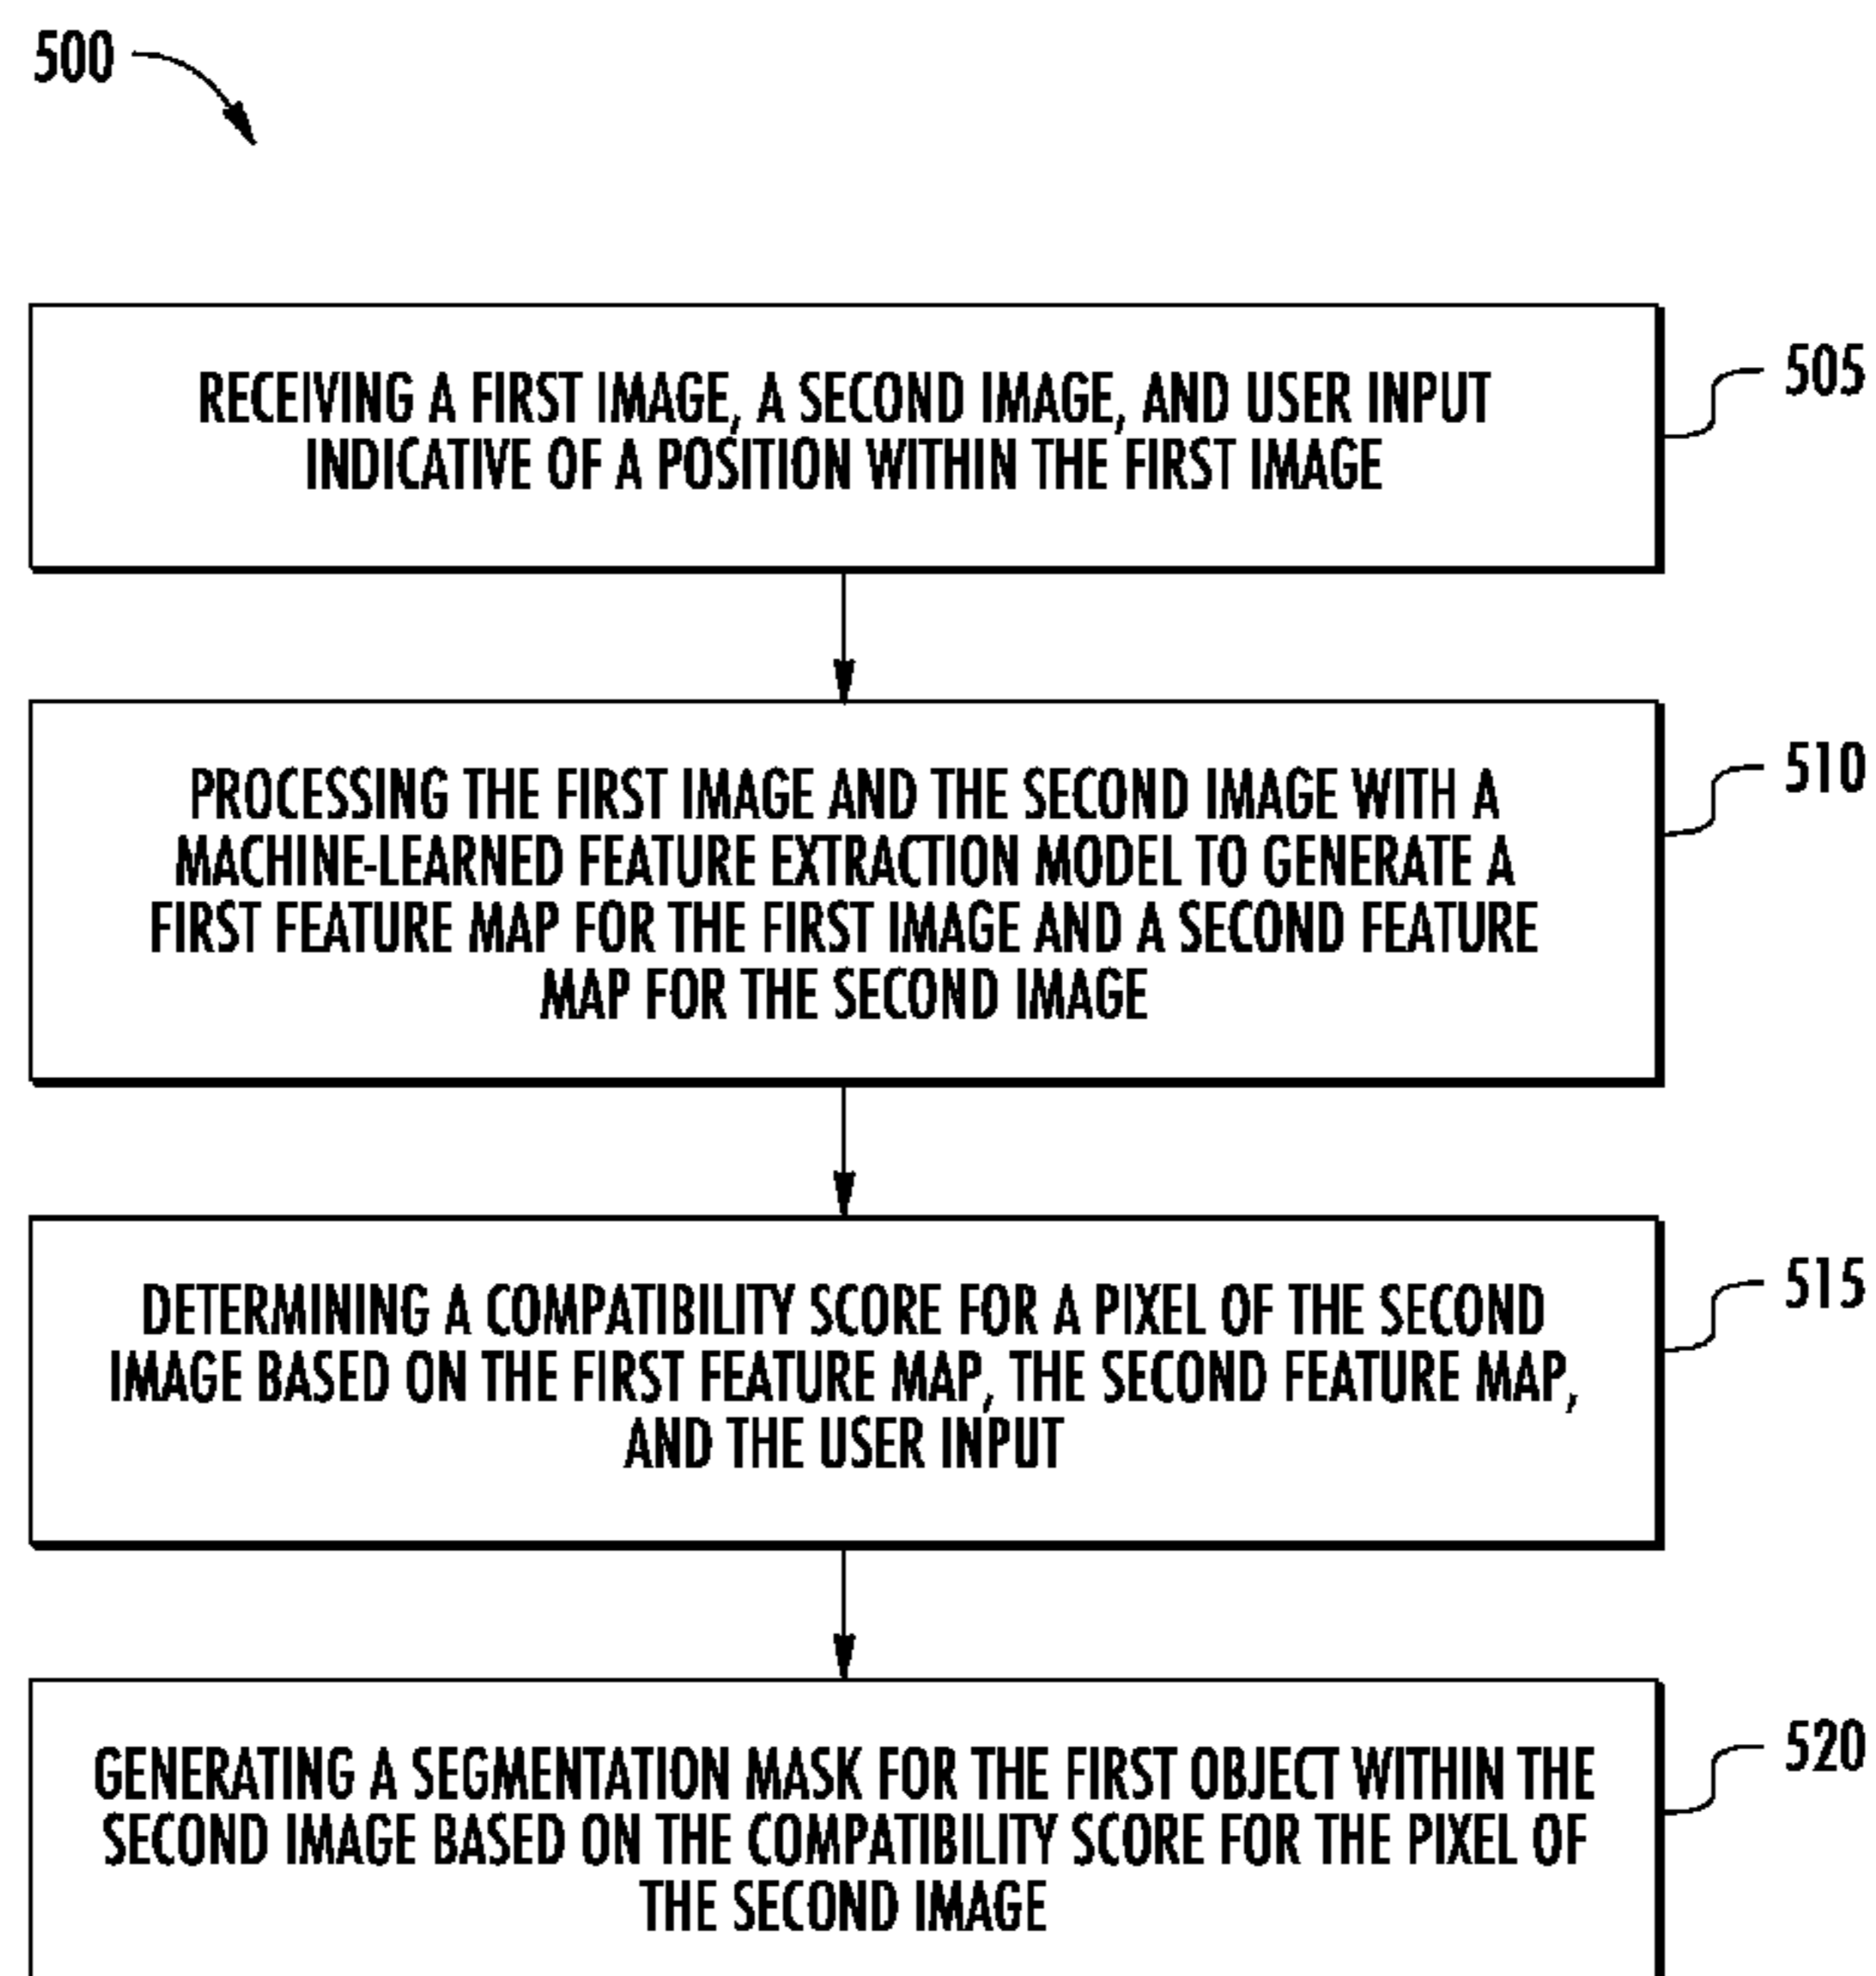 500
RECEIVING A FIRST IMAGE, A SECOND IMAGE, AND USER INPUT
INDICATIVE OF A POSITION WITHIN THE FIRST IMAGE
505
PROCESSING THE FIRST IMAGE AND THE SECOND IMAGE WITH A
MACHINE-LEARNED FEATURE EXTRACTION MODEL TO GENERATE A
FIRST FEATURE MAP FOR THE FIRST IMAGE AND A SECOND FEATURE
MAP FOR THE SECOND IMAGE
510
DETERMINING A COMPATIBILITY SCORE FOR A PIXEL OF THE SECOND
IMAGE BASED ON THE FIRST FEATURE MAP, THE SECOND FEATURE MAP,
AND THE USER INPUT
515
GENERATING A SEGMENTATION MASK FOR THE FIRST OBJECT WITHIN THE
SECOND IMAGE BASED ON THE COMPATIBILITY SCORE FOR THE PIXEL OF
THE SECOND IMAGE
520